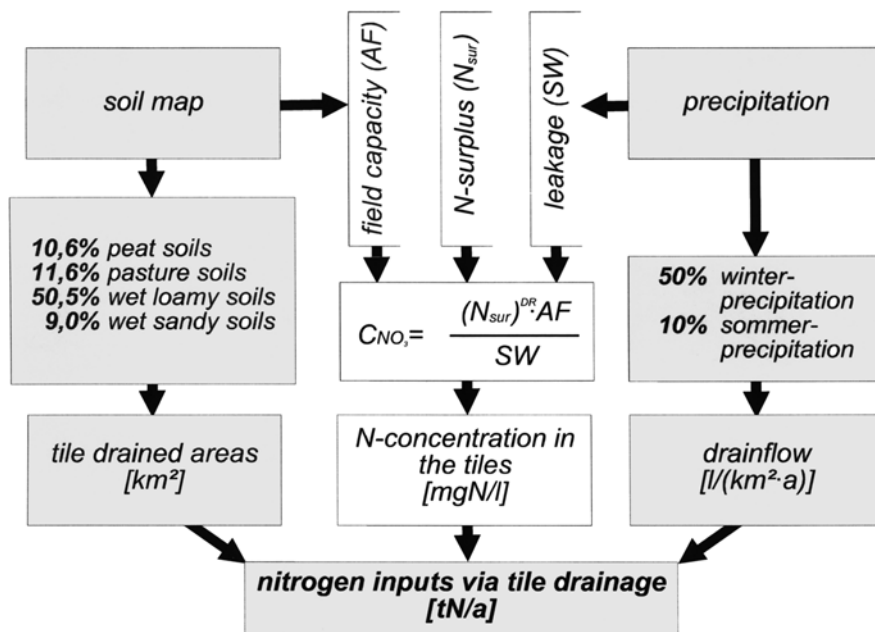 soil map
field capacity (AF)
N-surplus (Nsur)
leakage (SW)
precipitation
10,6% peat soils
11,6% pasture soils
50,5% wet loamy soils
9,0% wet sandy soils
CNO₃= (Nsur)^DR·AF
SW
50% winter-
precipitation
10% sommer-
precipitation
tile drained areas
[km²]
N-concentration in
the tiles
[mgN/l]
drainflow
[l/(km²·a)]
nitrogen inputs via tile drainage
[tN/a]